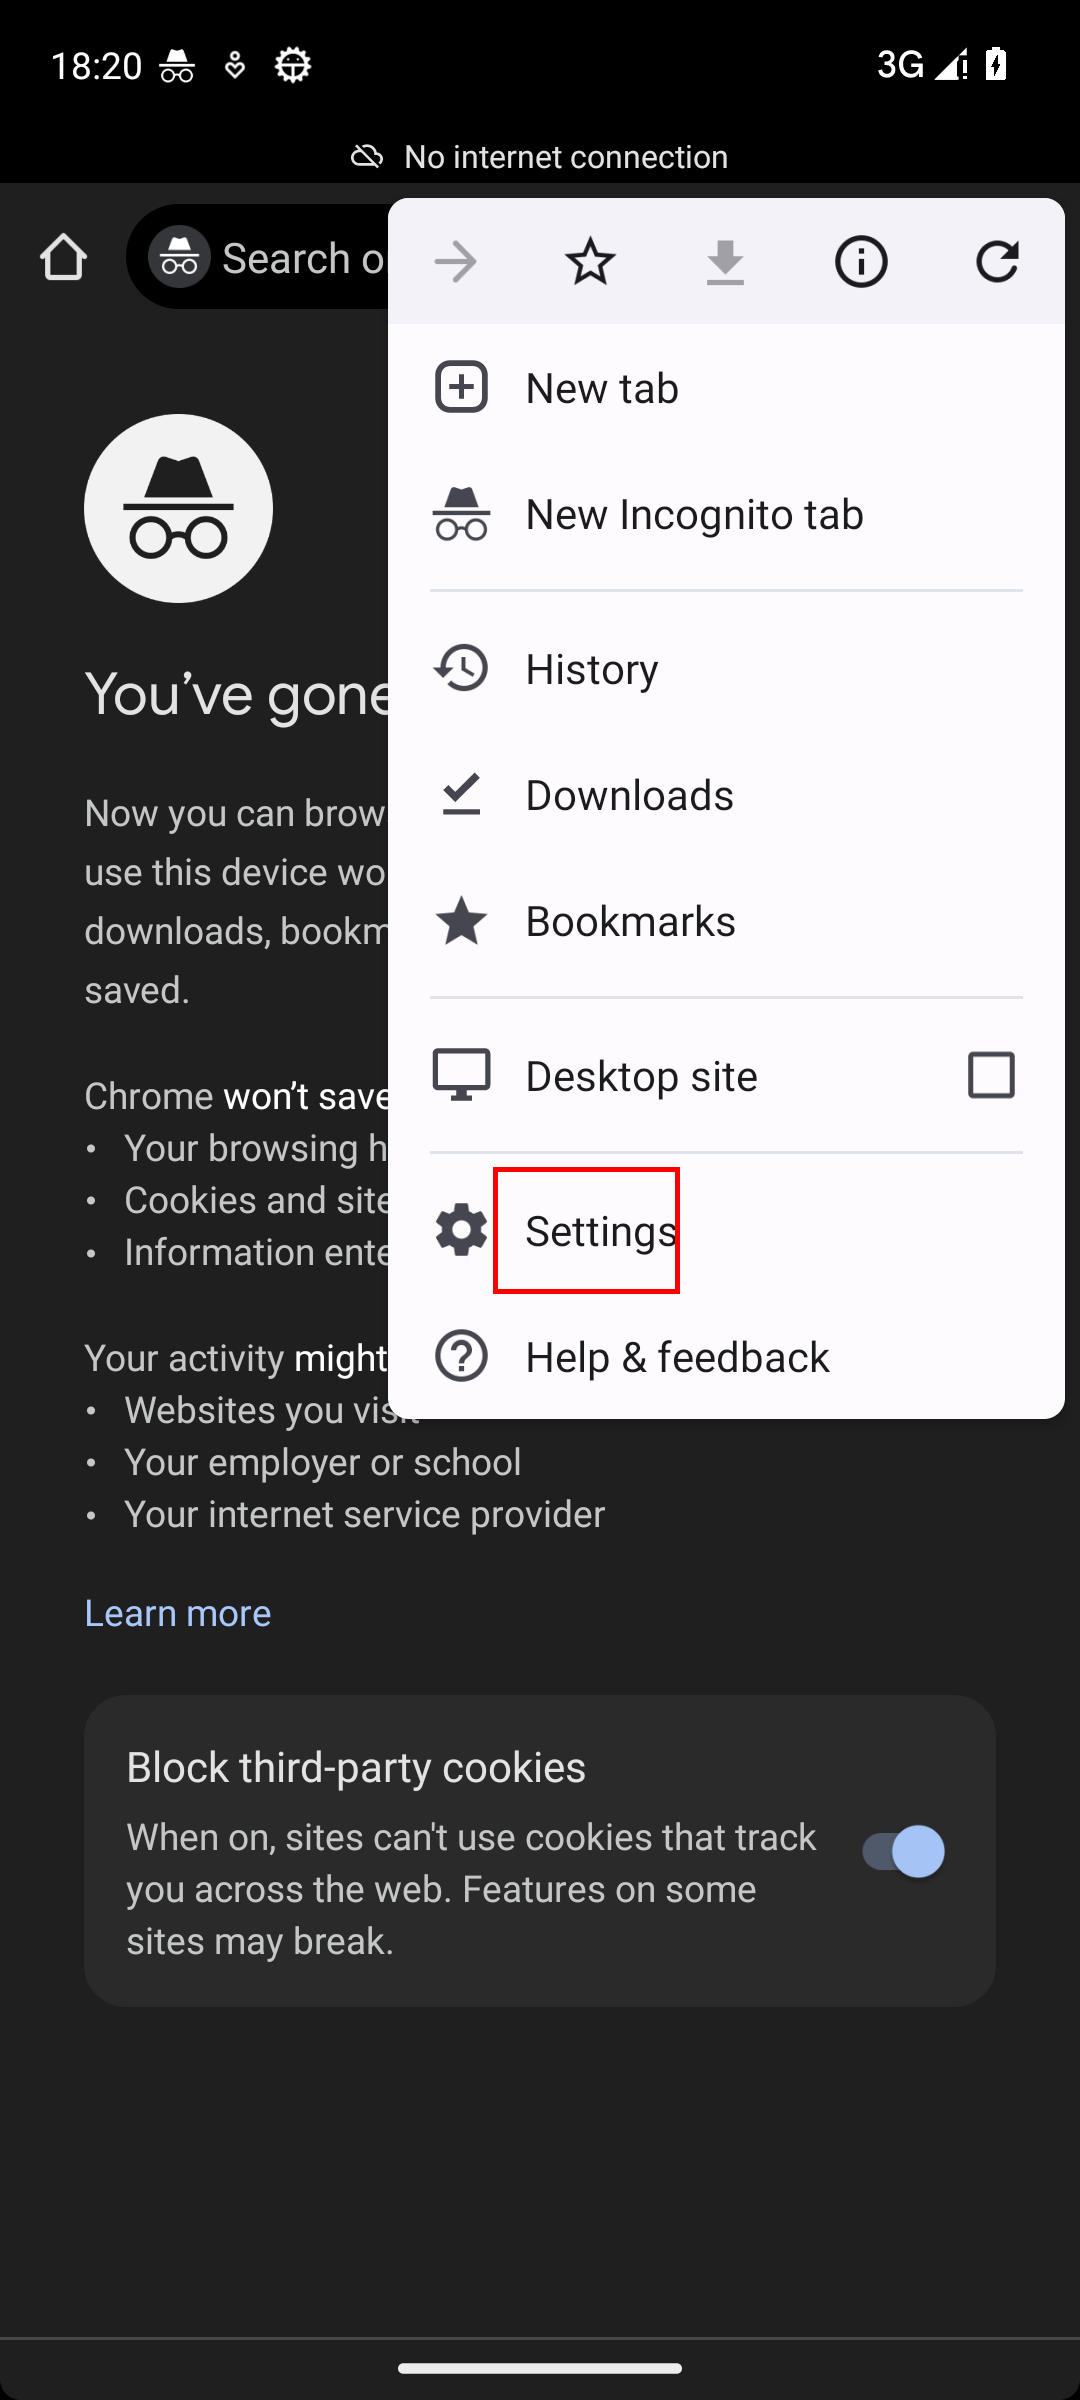 18:20
3G
No internet connection
Search o
New tab
New Incognito tab
History
Downloads
Bookmarks
Desktop site
Settings
Help & feedback
You’ve gone
Now you can brow
use this device wo
downloads, bookm
saved.
Chrome won’t save
• Your browsing h
• Cookies and site
• Information ente
Your activity might
• Websites you visit
• Your employer or school
• Your internet service provider
Learn more
Block third-party cookies
When on, sites can't use cookies that track
you across the web. Features on some
sites may break.